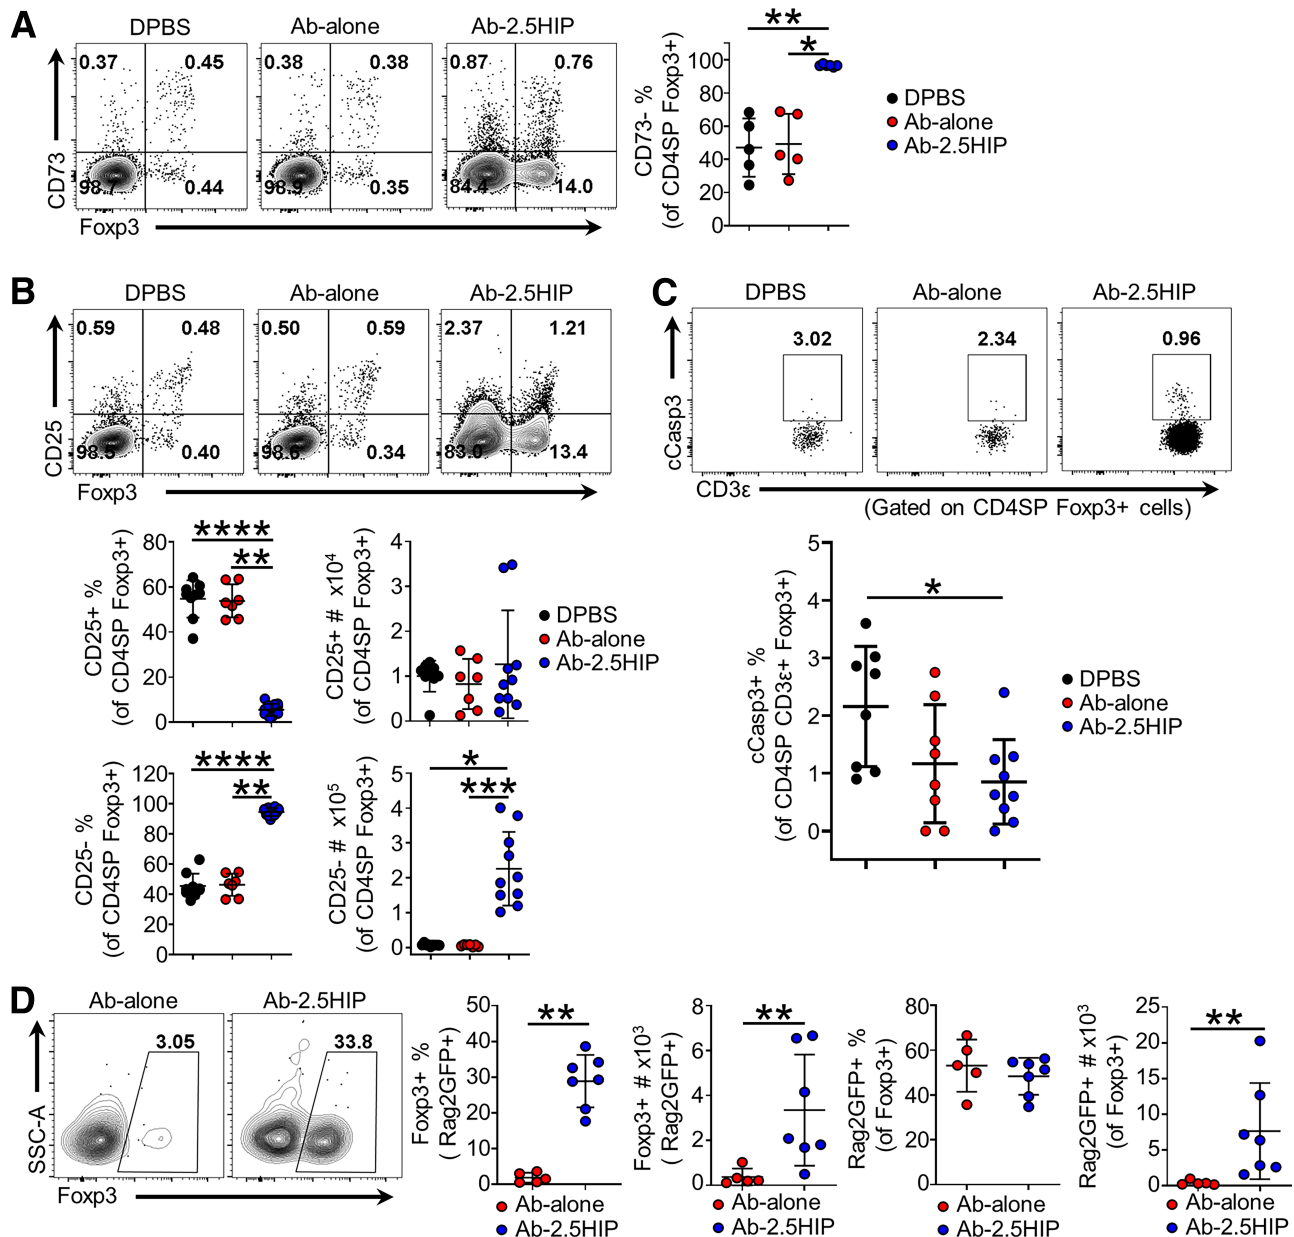 A
DPBS
Ab-alone
Ab-2.5HIP
0.37
0.45
98.7
0.44
0.38
0.38
98.9
0.35
0.87
0.76
84.4
14.0
CD73
Foxp3
CD73- %
(of CD4SP Foxp3+)
100
80
60
40
20
0
**
*
DPBS
Ab-alone
Ab-2.5HIP
B
DPBS
Ab-alone
Ab-2.5HIP
0.59
0.48
98.5
0.40
0.50
0.59
98.6
0.34
2.37
1.21
83.0
13.4
CD25
Foxp3
CD25+ %
(of CD4SP Foxp3+)
80
60
40
20
0
****
**
CD25+ # x10⁴
(of CD4SP Foxp3+)
4
3
2
1
0
DPBS
Ab-alone
Ab-2.5HIP
CD25- %
(of CD4SP Foxp3+)
120
100
80
60
40
20
0
****
**
CD25- # x10⁵
(of CD4SP Foxp3+)
5
4
3
2
1
0
*
***
C
DPBS
Ab-alone
Ab-2.5HIP
3.02
2.34
0.96
cCasp3
CD3ε
(Gated on CD4SP Foxp3+ cells)
cCasp3+ %
(of CD4SP CD3ε+ Foxp3+)
5
4
3
2
1
0
*
DPBS
Ab-alone
Ab-2.5HIP
D
Ab-alone
Ab-2.5HIP
3.05
33.8
SSC-A
Foxp3
Foxp3+ %
( Rag2GFP+)
50
40
30
20
10
0
**
Ab-alone
Ab-2.5HIP
Foxp3+ # x10³
( Rag2GFP+)
8
6
4
2
0
**
Ab-alone
Ab-2.5HIP
Rag2GFP+ %
(of Foxp3+)
80
60
40
20
0
Ab-alone
Ab-2.5HIP
Rag2GFP+ # x10³
(of Foxp3+)
25
20
15
10
5
0
**
Ab-alone
Ab-2.5HIP